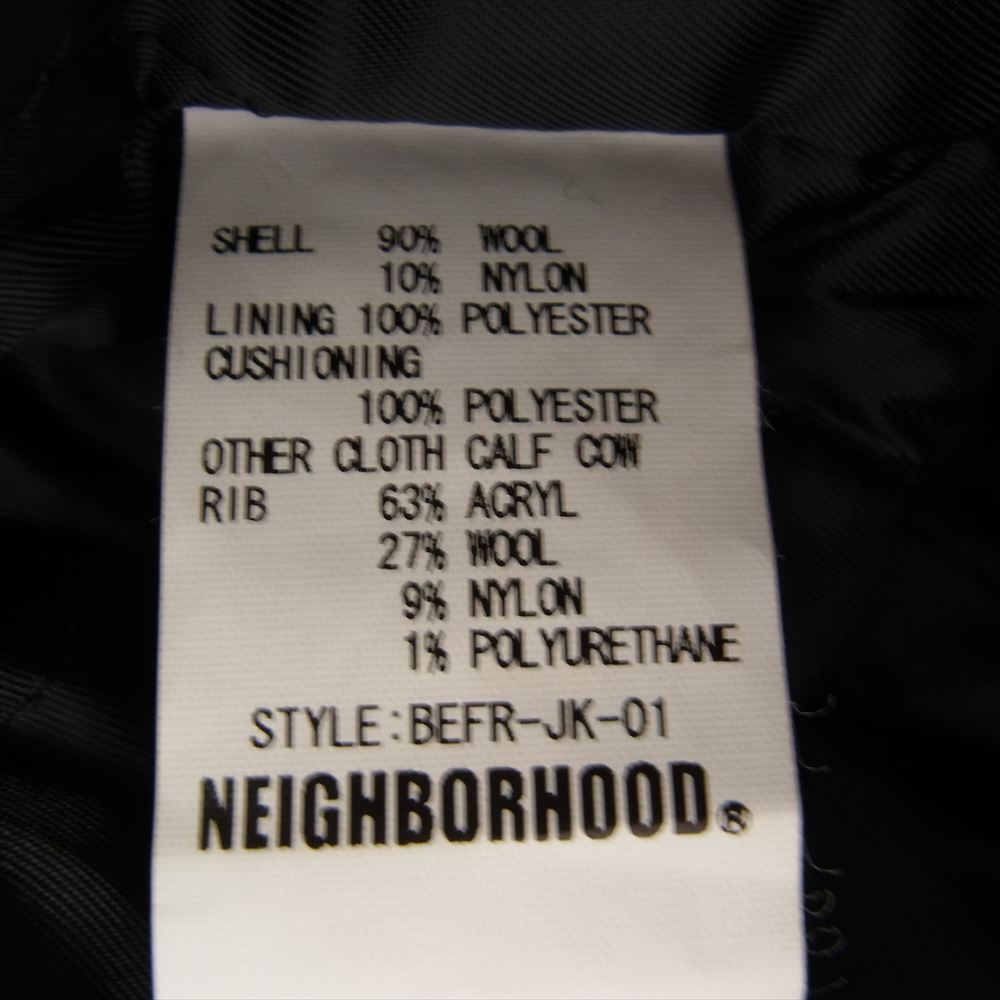 SHELL 90% WOOL
10% NYLON
LINING 100% POLYESTER
CUSHIONING
100% POLYESTER
OTHER CLOTH CALF COW
RIB 63% ACRYL
27% WOOL
9% NYLON
1% POLYURETHANE
STYLE:BEFR-JK-01
NEIGHBORHOOD®